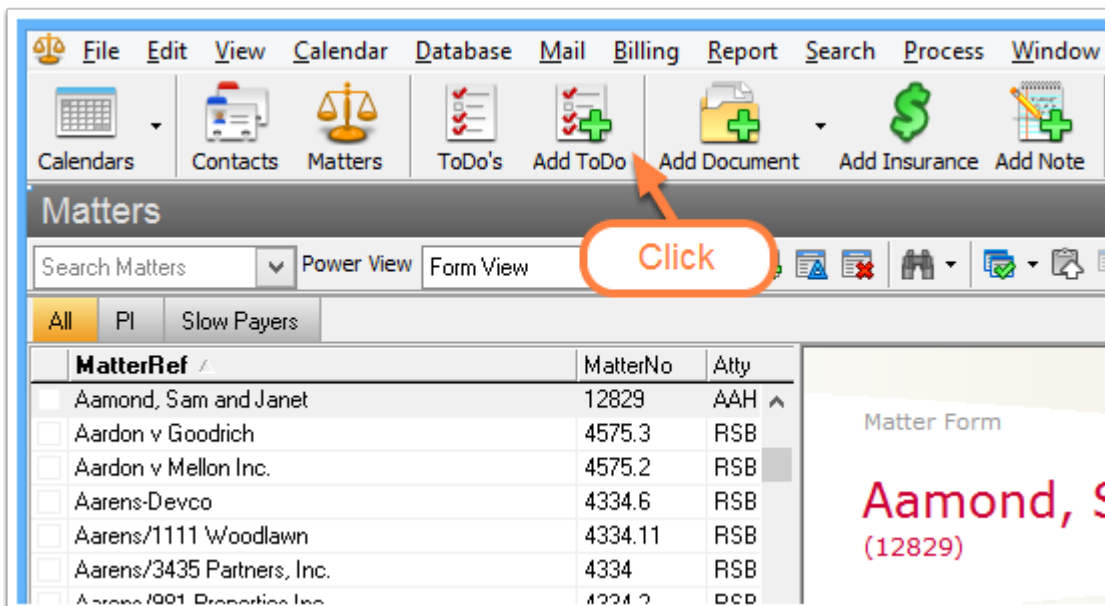 File Edit View Calendar Database Mail Billing Report Search Process Window
Calendars Contacts Matters ToDo's Add ToDo Add Document Add Insurance Add Note
Matters
Click
Search Matters Power View Form View
All PI Slow Payers
MatterRef MatterNo Atty
Aamond, Sam and Janet 12829 AAH
Aardon v Goodrich 4575.3 RSB
Aardon v Mellon Inc. 4575.2 RSB
Aarens-Devco 4334.6 RSB
Aarens/1111 Woodlawn 4334.11 RSB
Aarens/3435 Partners, Inc. 4334 RSB
Matter Form
Aamond,
(12829)